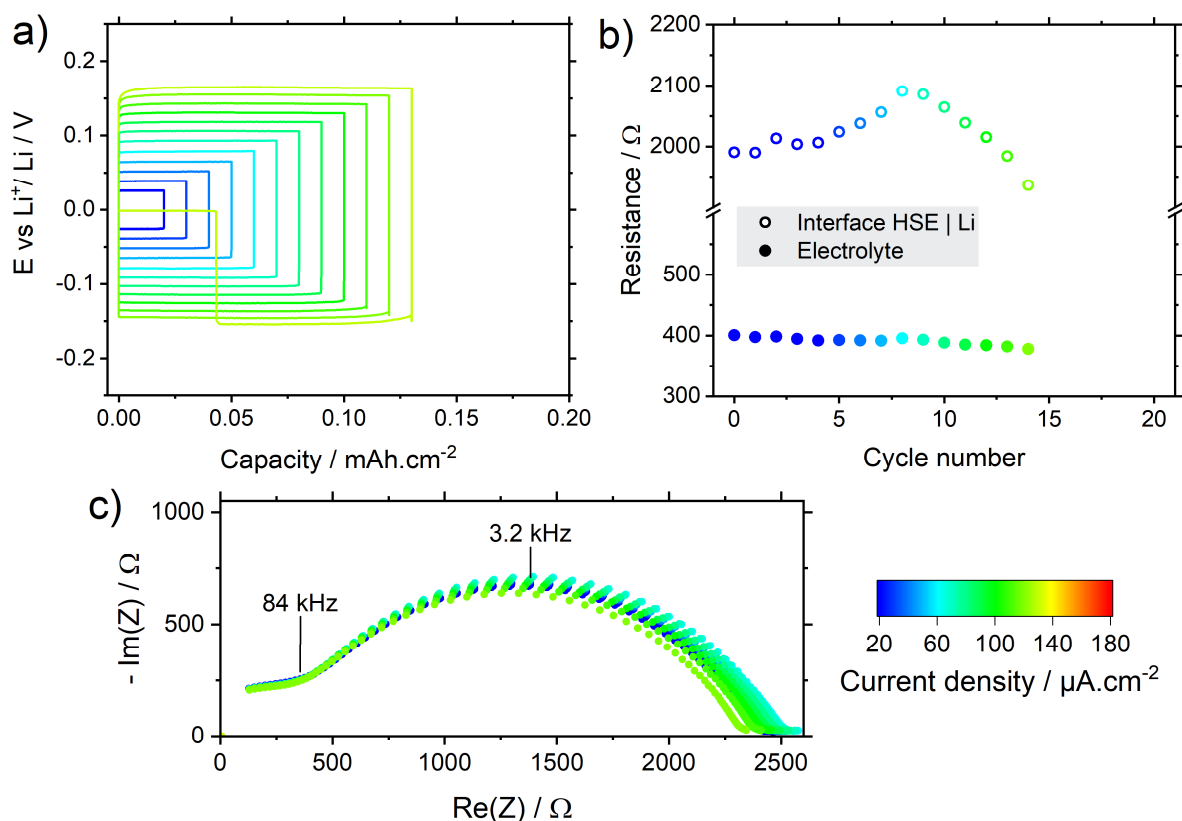 a)
0.2
0.1
0.0
-0.1
-0.2
E vs Li+/ Li / V
0.00
0.05
0.10
0.15
0.20
Capacity / mAh.cm-2
b)
2200
2100
2000
500
400
300
Resistance / Ω
Interface HSE | Li
Electrolyte
0
5
10
15
20
Cycle number
c)
1000
500
0
- Im(Z) / Ω
84 kHz
3.2 kHz
0
500
1000
1500
2000
2500
Re(Z) / Ω
20
60
100
140
180
Current density / µA.cm-2